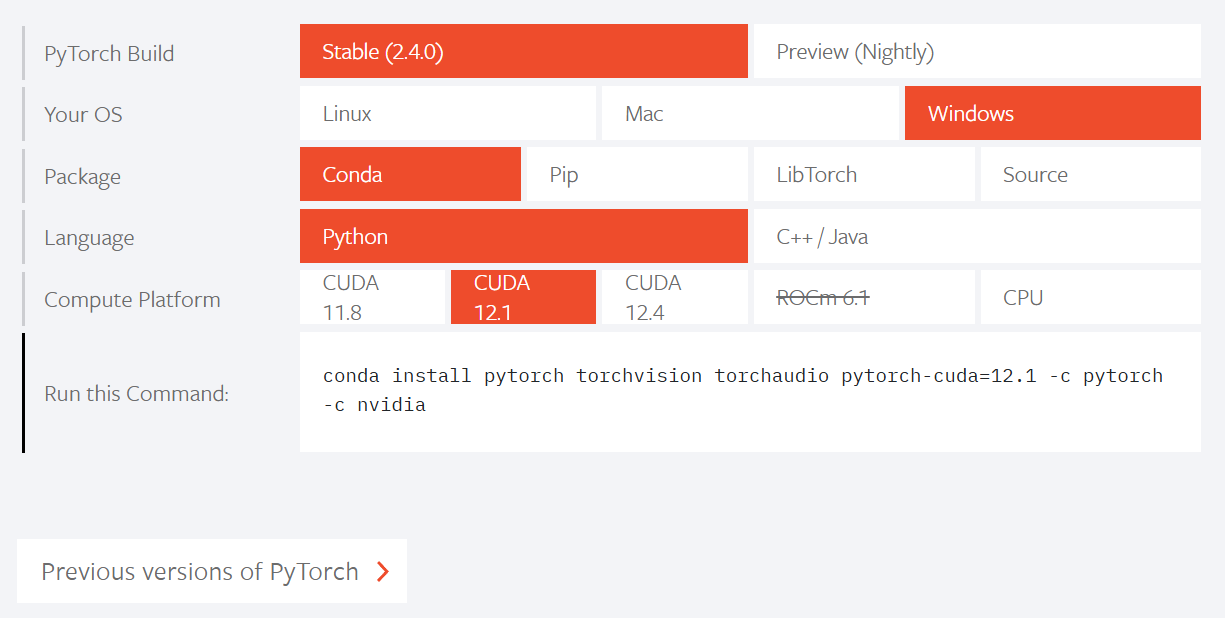 PyTorch Build
Stable (2.4.0)
Preview (Nightly)
Your OS
Linux
Mac
Windows
Package
Conda
Pip
LibTorch
Source
Language
Python
C++ / Java
Compute Platform
CUDA
11.8
CUDA
12.1
CUDA
12.4
ROCm 6.1
CPU
Run this Command:
conda install pytorch torchvision torchaudio pytorch-cuda=12.1 -c pytorch
-c nvidia
Previous versions of PyTorch